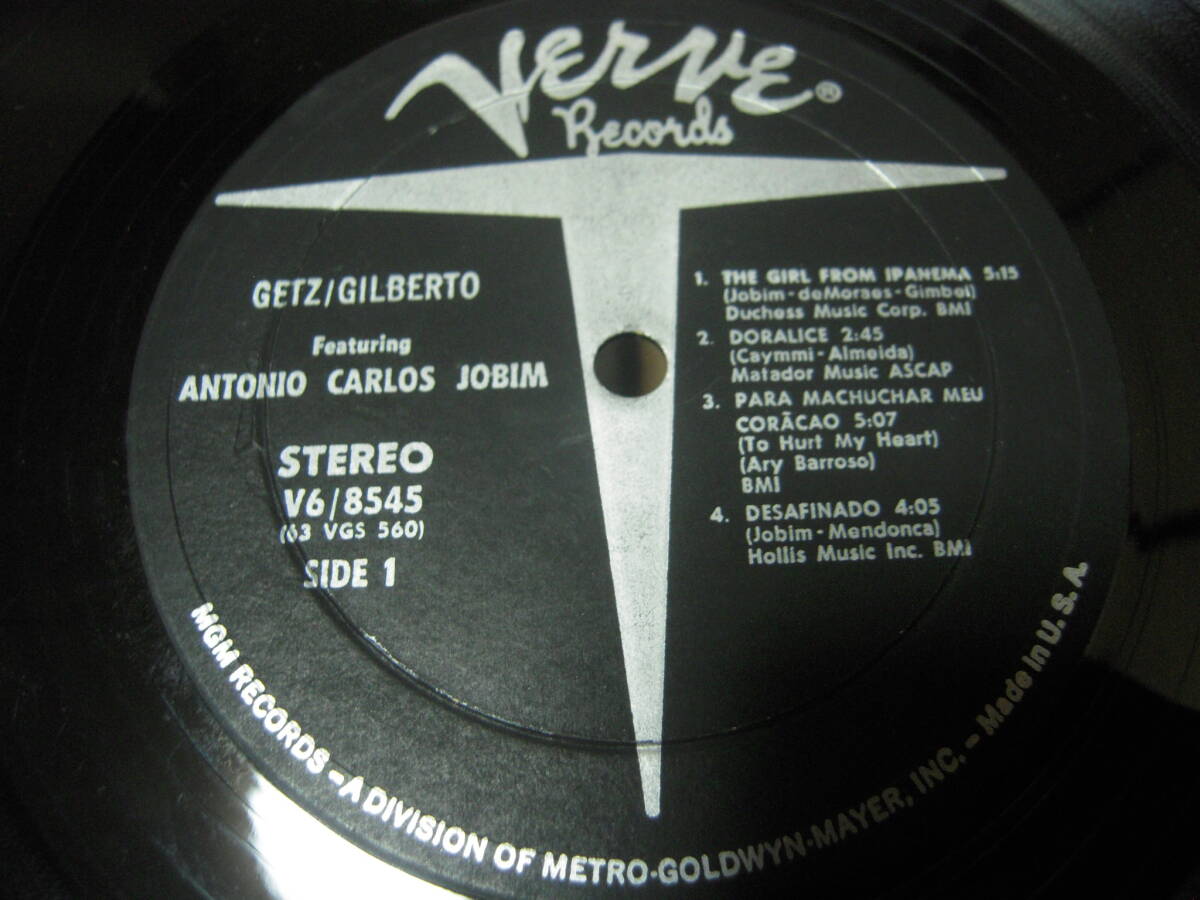 Verve®
Records
GETZ/GILBERTO
Featuring
ANTONIO CARLOS JOBIM
STEREO
V6/8545
(63 VGS 560)
SIDE 1
1. THE GIRL FROM IPANEMA 5:15
(Jobim-deMoraes-Gimbel)
Duchess Music Corp. BMI
2. DORALICE 2:45
(Caymmi-Almeida)
Matador Music ASCAP
3. PARA MACHUCHAR MEU
CORĀCAO 5:07
(To Hurt My Heart)
(Ary Barroso)
BMI
4. DESAFINADO 4:05
(Jobim-Mendonca)
Hollis Music Inc. BMI
MGM RECORDS – A DIVISION OF METRO-GOLDWYN-MAYER, INC. – Made in U.S.A.